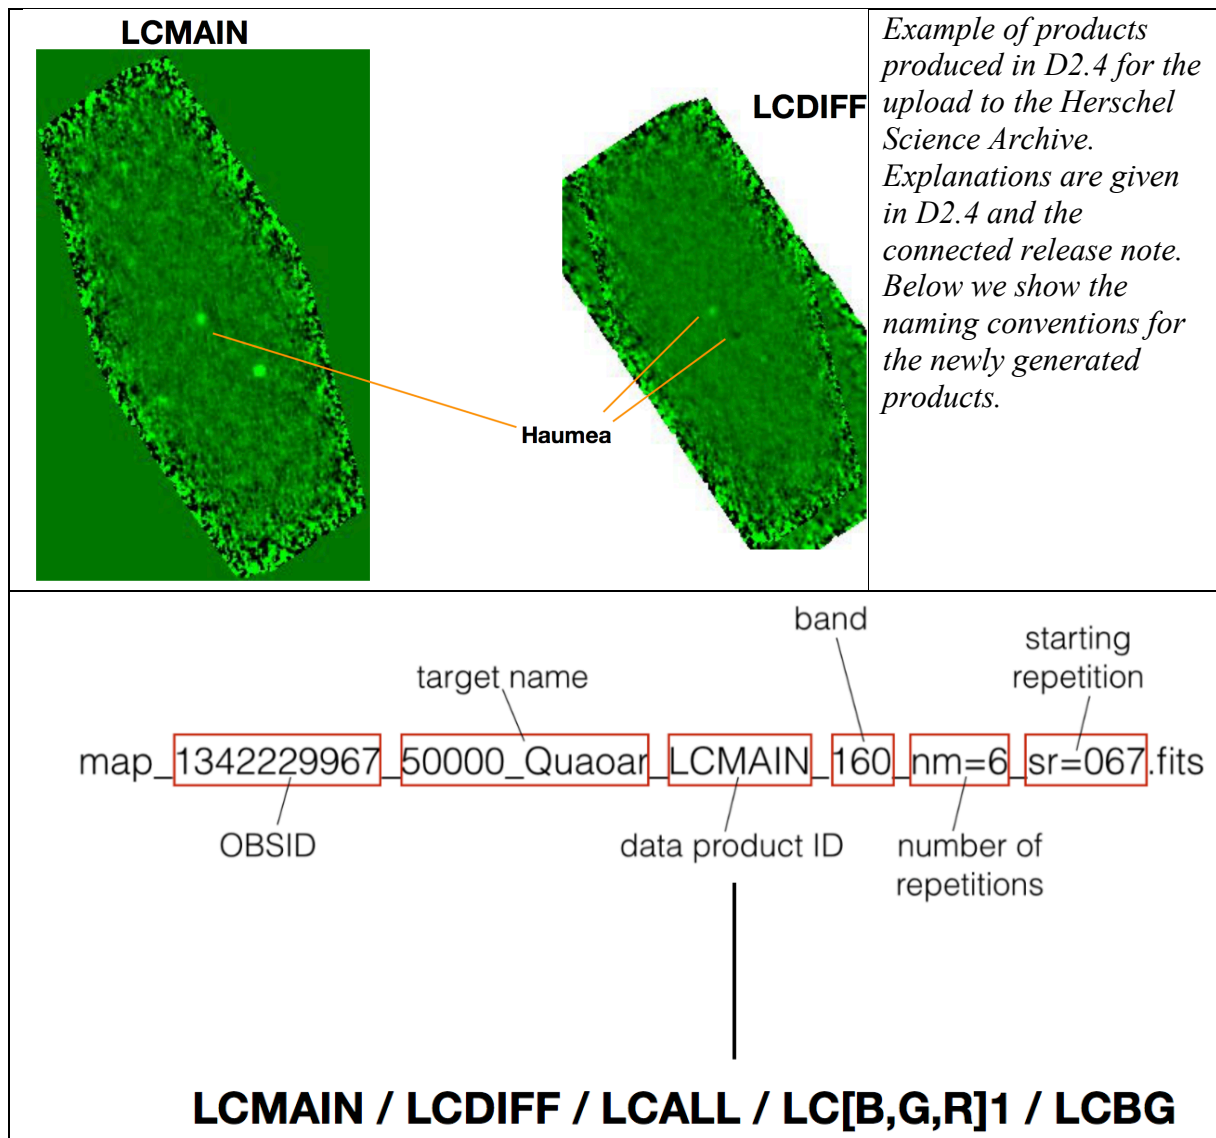 LCMAIN
LCDIFF
Haumea
Example of products
produced in D2.4 for the
upload to the Herschel
Science Archive.
Explanations are given
in D2.4 and the
connected release note.
Below we show the
naming conventions for
the newly generated
products.
band
starting
repetition
target name
map_1342229967_50000_Quaoar_LCMAIN_160_nm=6_sr=067.fits
OBSID
data product ID
number of
repetitions
LCMAIN / LCDIFF / LCALL / LC[B,G,R]1 / LCBG